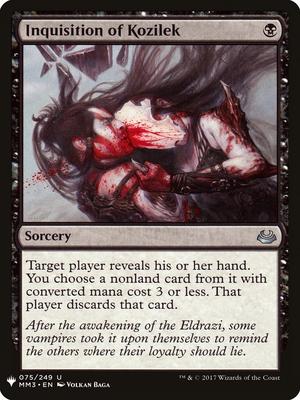 Inquisition of Kozilek
Sorcery
Target player reveals his or her hand.
You choose a nonland card from it with
converted mana cost 3 or less. That
player discards that card.
After the awakening of the Eldrazi, some
vampires took it upon themselves to remind
the others where their loyalty should lie.
075/249 U
MM3 • EN Volkan Baga
™ & © 2017 Wizards of the Coast